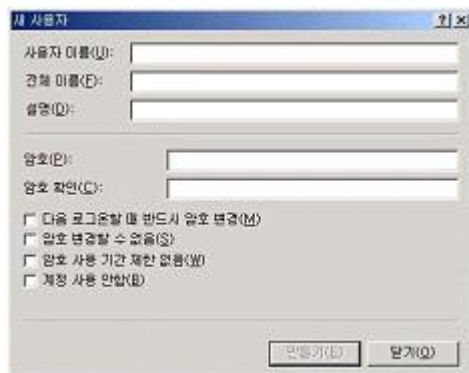 새 사용자
사용자 이름(U):
전체 이름(F):
설명(D):
암호(P):
암호 확인(C):
다음 로그온할 때 반드시 암호 변경(M)
암호 변경할 수 없음(S)
암호 사용 기간 제한 없음(W)
계정 사용 안함(B)
만들기(E) 닫기(O)